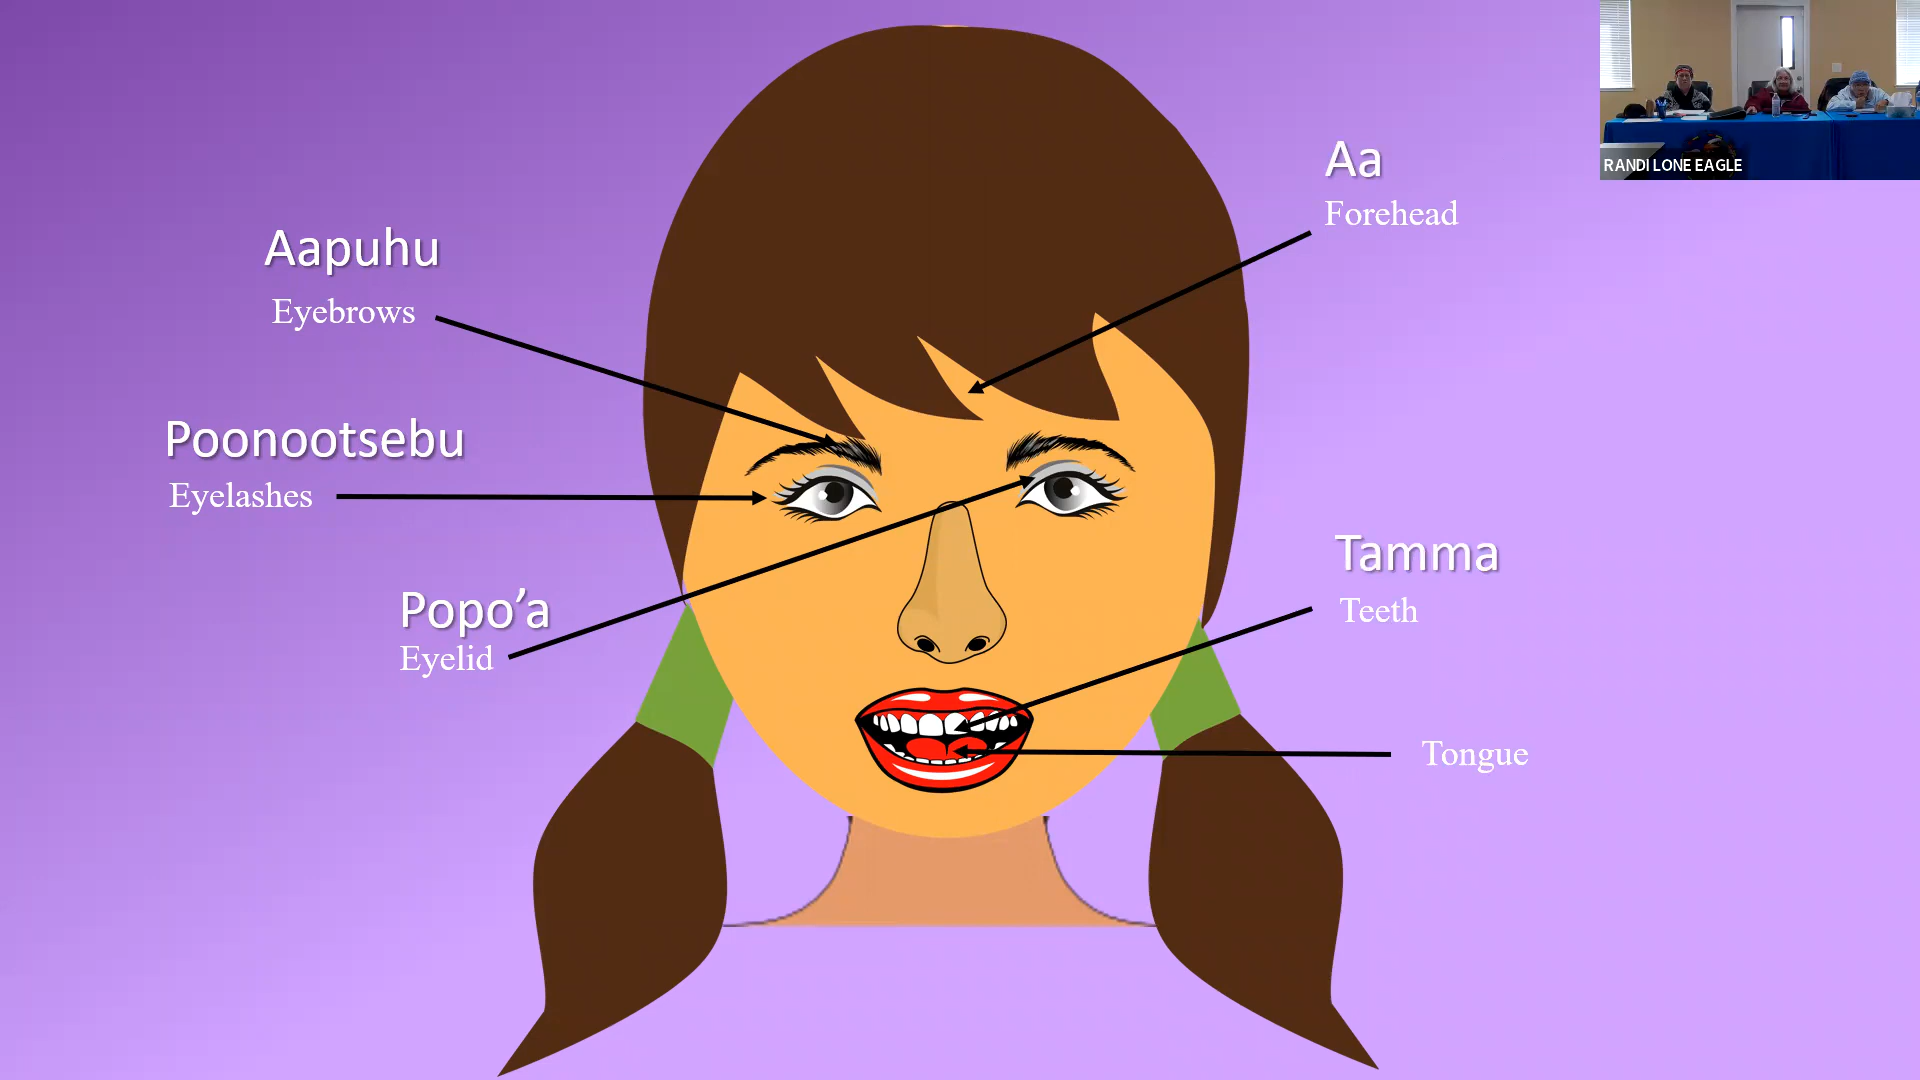 RANDI LONE EAGLE
Aa
Forehead
Aapuhu
Eyebrows
Poonootsebu
Eyelashes
Popo’a
Eyelid
Tamma
Teeth
Tongue